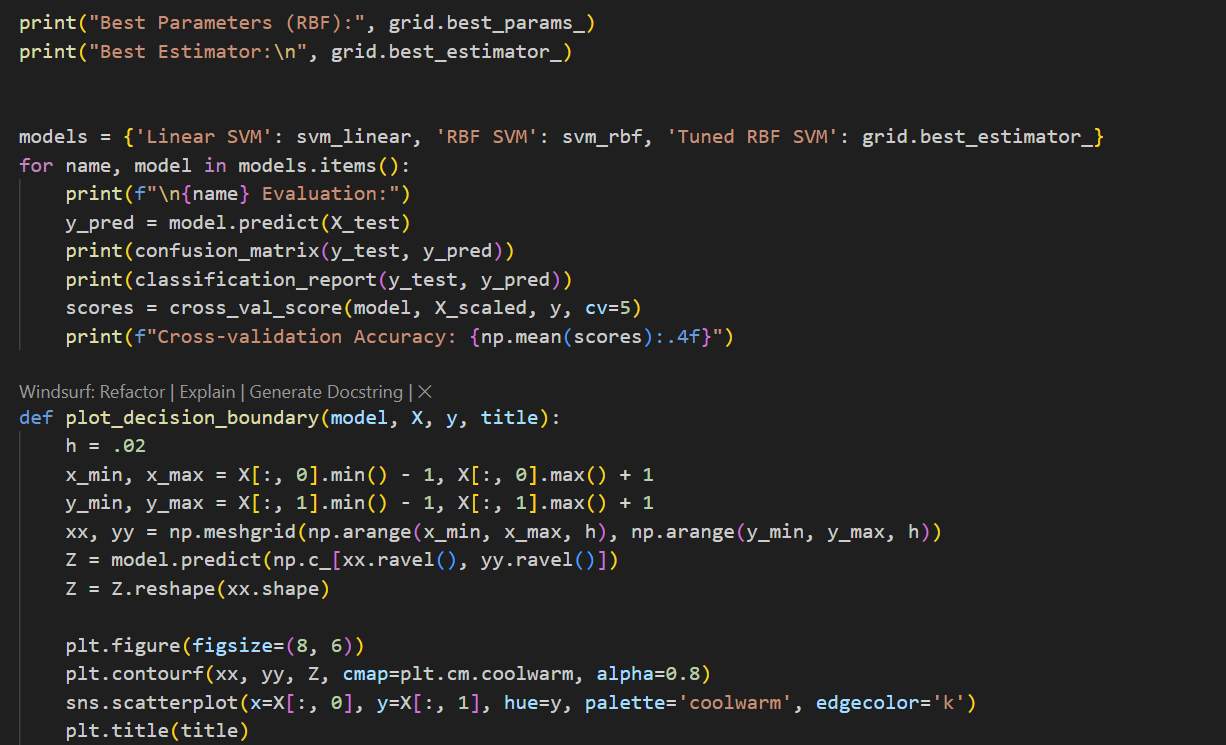 print("Best Parameters (RBF):", grid.best_params_)
print("Best Estimator:\n", grid.best_estimator_)
models = {'Linear SVM': svm_linear, 'RBF SVM': svm_rbf, 'Tuned RBF SVM': grid.best_estimator_}
for name, model in models.items():
    print(f"\n{name} Evaluation:")
    y_pred = model.predict(X_test)
    print(confusion_matrix(y_test, y_pred))
    print(classification_report(y_test, y_pred))
    scores = cross_val_score(model, X_scaled, y, cv=5)
    print(f"Cross-validation Accuracy: {np.mean(scores):.4f}")
Windsurf: Refactor | Explain | Generate Docstring | ×
def plot_decision_boundary(model, X, y, title):
    h = .02
    x_min, x_max = X[:, 0].min() - 1, X[:, 0].max() + 1
    y_min, y_max = X[:, 1].min() - 1, X[:, 1].max() + 1
    xx, yy = np.meshgrid(np.arange(x_min, x_max, h), np.arange(y_min, y_max, h))
    Z = model.predict(np.c_[xx.ravel(), yy.ravel()])
    Z = Z.reshape(xx.shape)
    plt.figure(figsize=(8, 6))
    plt.contourf(xx, yy, Z, cmap=plt.cm.coolwarm, alpha=0.8)
    sns.scatterplot(x=X[:, 0], y=X[:, 1], hue=y, palette='coolwarm', edgecolor='k')
    plt.title(title)